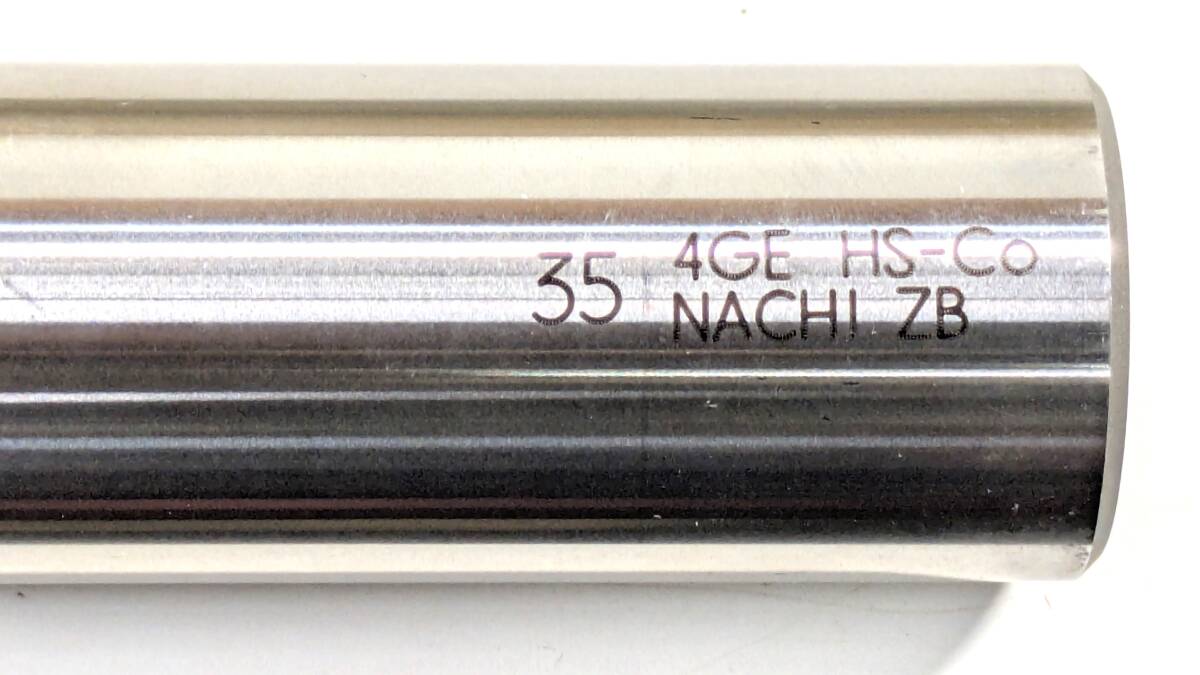 35
4GE HS-Co
NACHI ZB